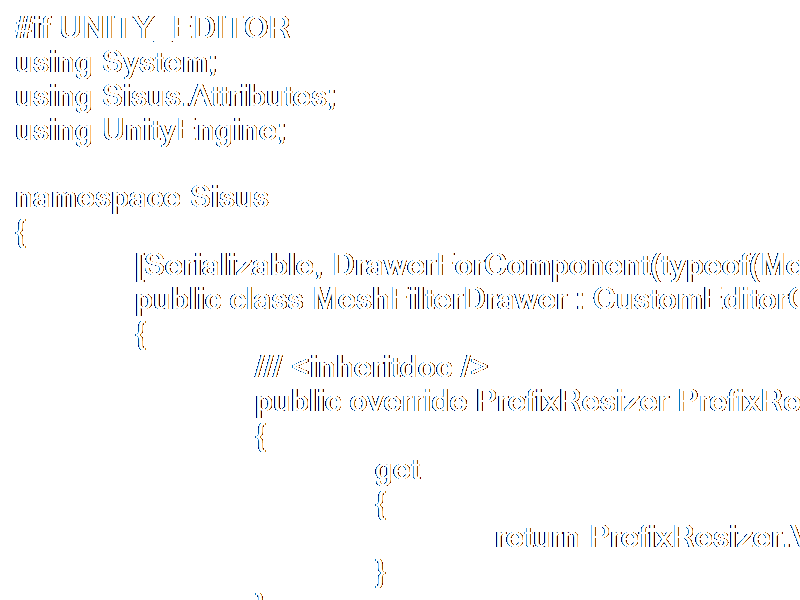 #if UNITY_EDITOR
using System;
using Sisus.Attributes;
using UnityEngine;
namespace Sisus
{
[Serializable, DrawerForComponent(typeof(Me
public class MeshFilterDrawer : CustomEditorC
{
/// <inheritdoc />
public override PrefixResizer PrefixRe
{
get
{
return PrefixResizer.
}
}